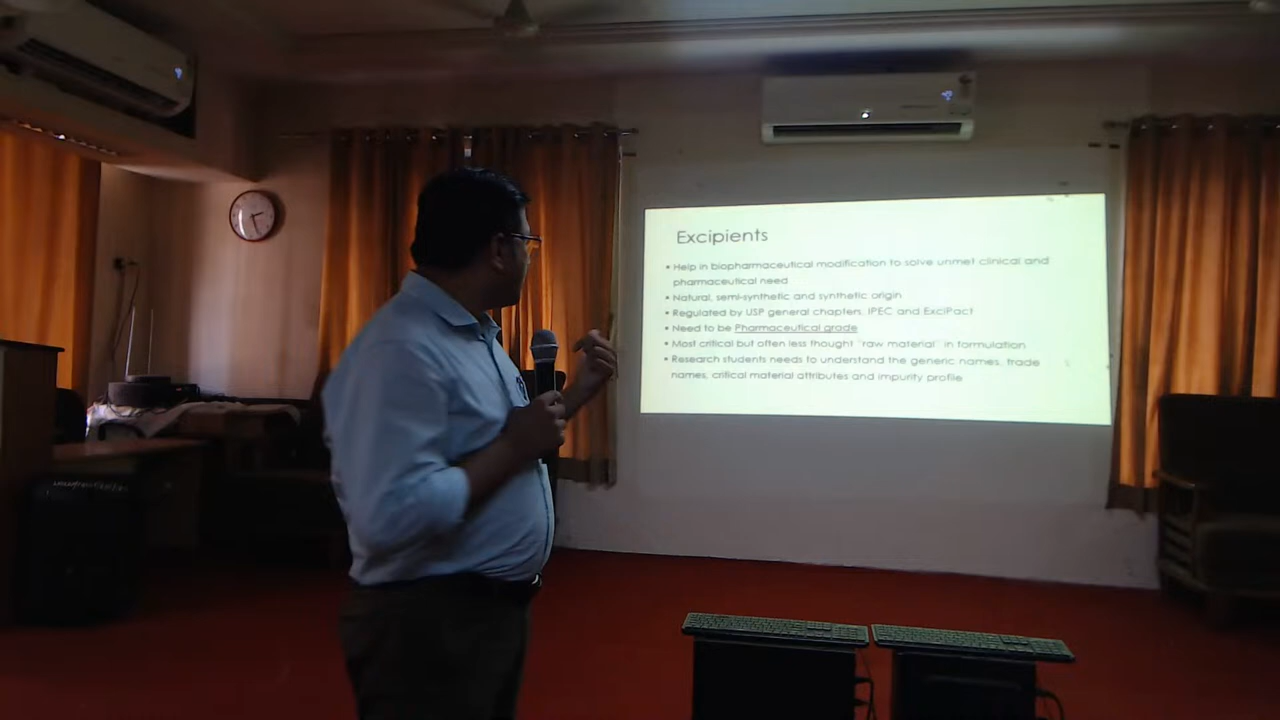 Excipients
▪ Help in biopharmaceutical modification to solve unmet clinical and
pharmaceutical need
▪ Natural, semi-synthetic and synthetic origin
▪ Regulated by USP general chapters, IPEC and ExciPact
▪ Need to be Pharmaceutical grade
▪ Most critical but often less thought "raw material" in formulation
▪ Research students needs to understand the generic names, trade
names, critical material attributes and impurity profile